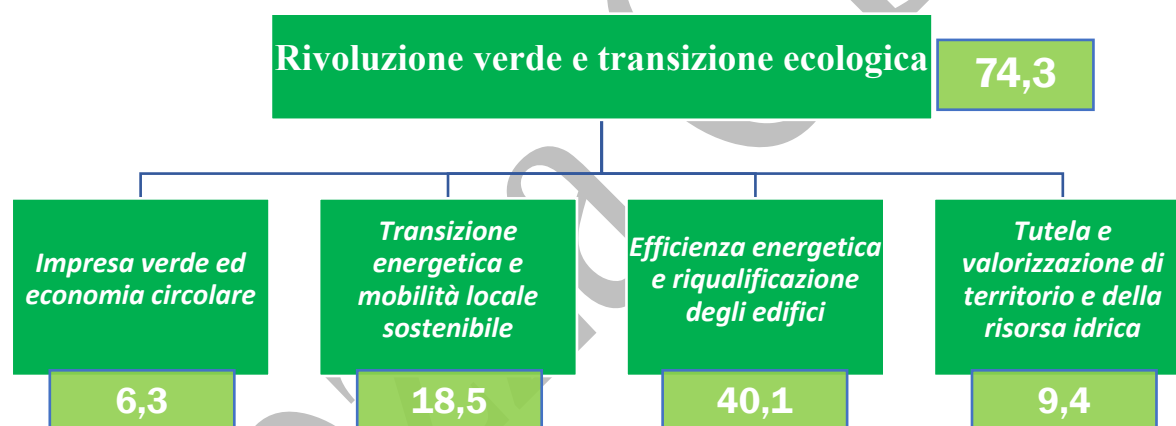 Rivoluzione verde e transizione ecologica
74,3
Impresa verde ed
economia circolare
6,3
Transizione
energetica e
mobilità locale
sostenibile
18,5
Efficienza energetica
e riqualificazione
degli edifici
40,1
Tutela e
valorizzazione di
territorio e della
risorsa idrica
9,4